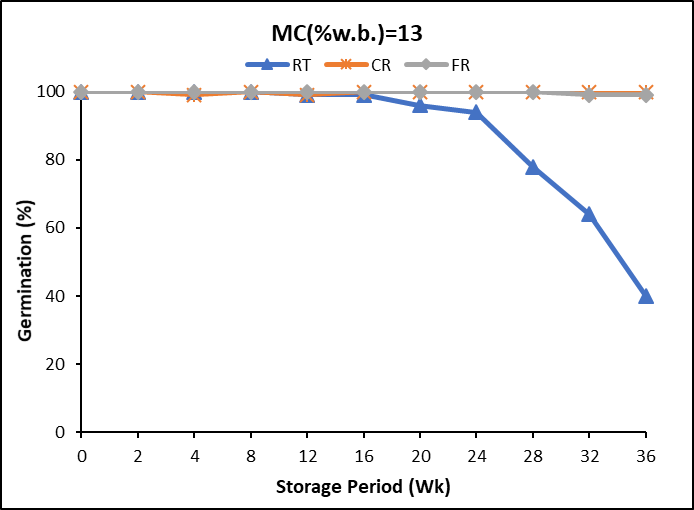 MC(%w.b.)=13
RT CR FR
Germination (%)
100
80
60
40
20
0
0 2 4 8 12 16 20 24 28 32 36
Storage Period (Wk)